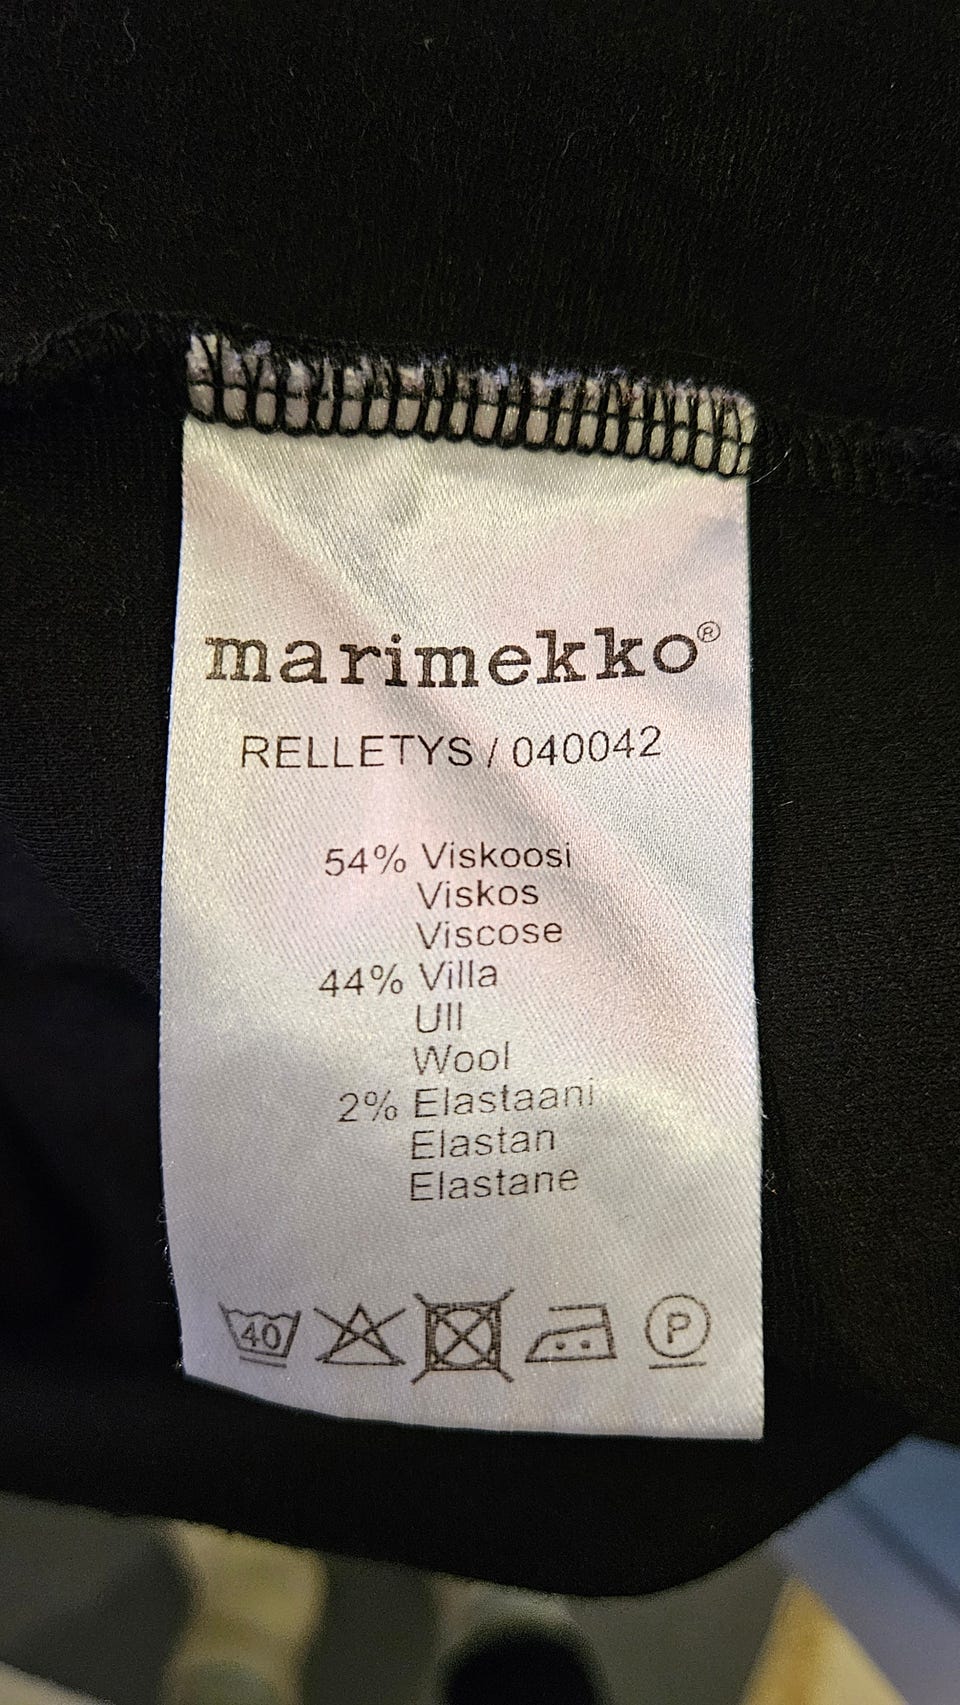 marimekko®
RELLETYS / 040042
54% Viskoosi
Viskos
Viscose
44% Villa
Ull
Wool
2% Elastaani
Elastan
Elastane
40 P